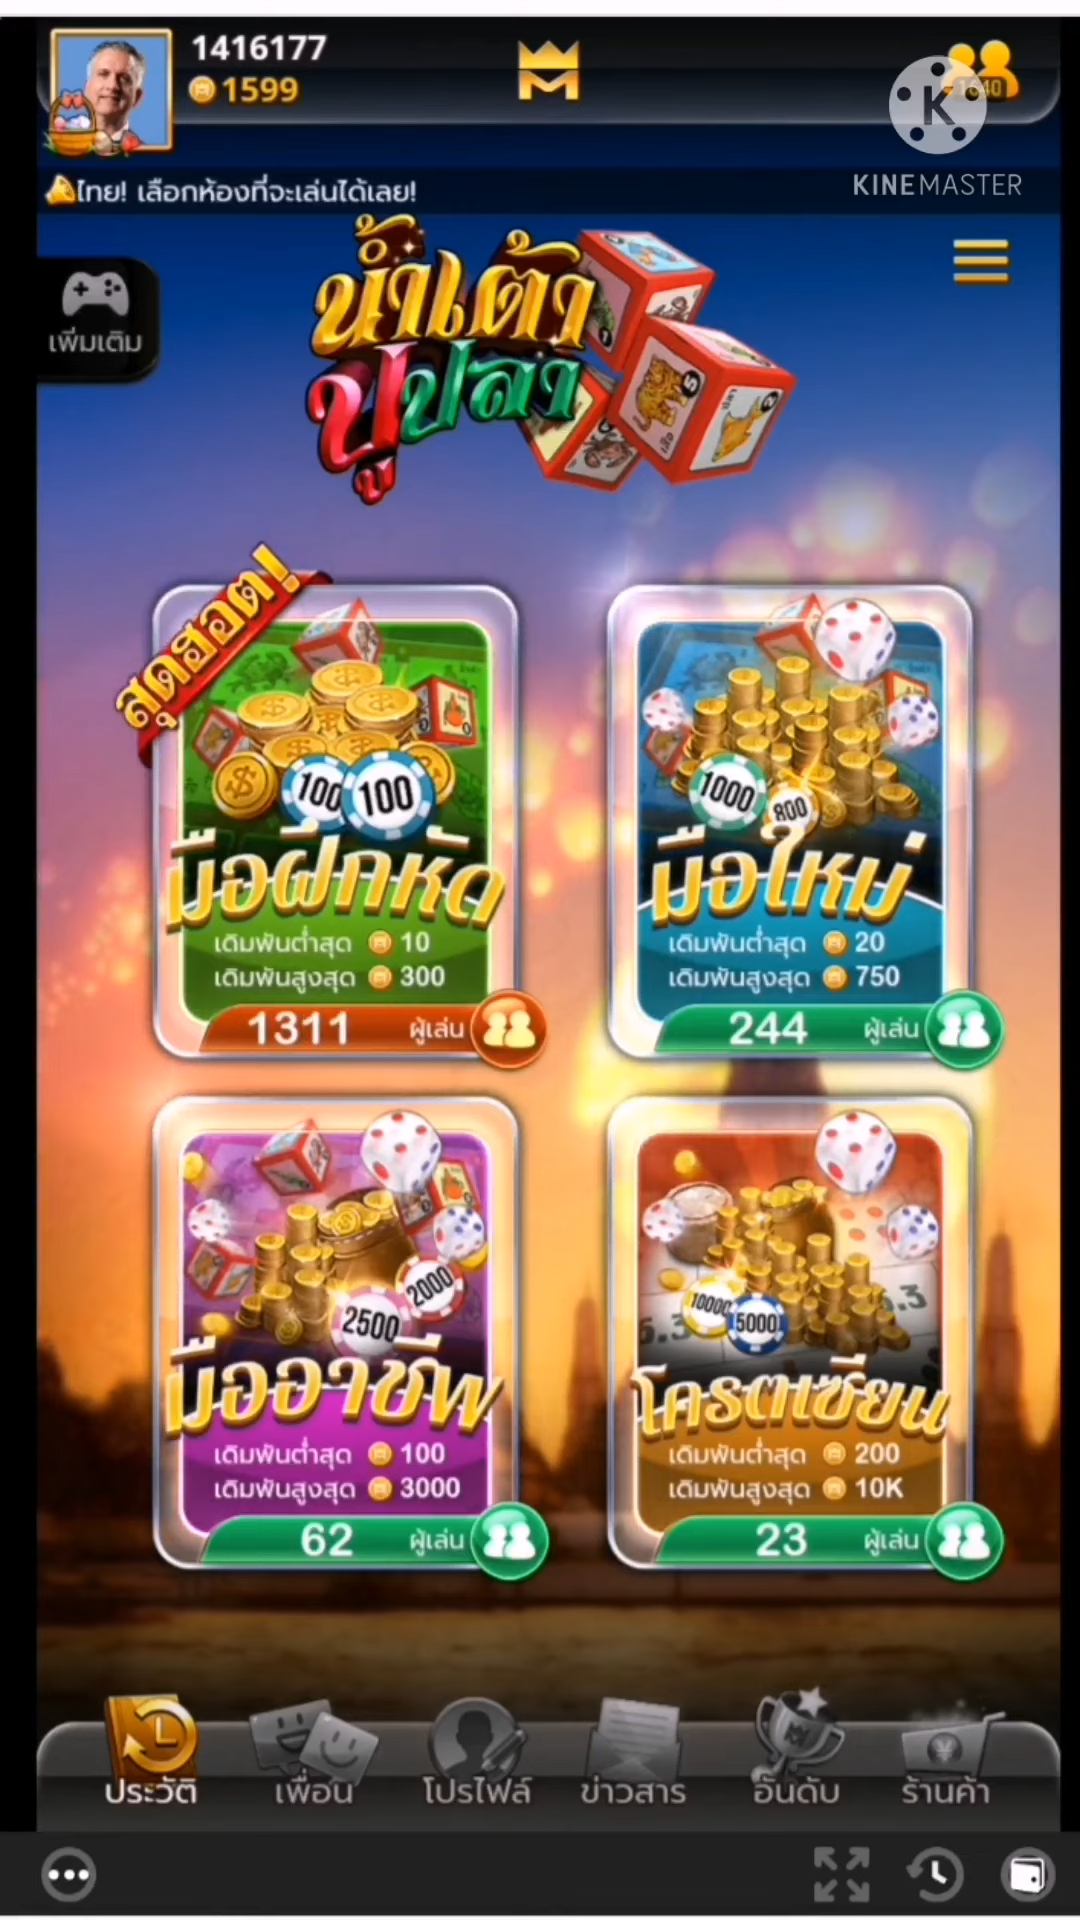 1416177
1599
1640
K
KINEMASTER
ไทย! เลือกห้องที่จะเล่นได้เลย!
เพิ่มเติม
น้ำเต้า
ปูปลา
สุดฮอต!
100
100
มือฝึกหัด
เดิมพันต่ำสุด 10
เดิมพันสูงสุด 300
1311 ผู้เล่น
1000
800
มือใหม่
เดิมพันต่ำสุด 20
เดิมพันสูงสุด 750
244 ผู้เล่น
2000
2500
มืออาชีพ
เดิมพันต่ำสุด 100
เดิมพันสูงสุด 3000
62 ผู้เล่น
10000
5000
โครตเซียน
เดิมพันต่ำสุด 200
เดิมพันสูงสุด 10K
23 ผู้เล่น
ประวัติ
เพื่อน
โปรไฟล์
ข่าวสาร
อันดับ
ร้านค้า